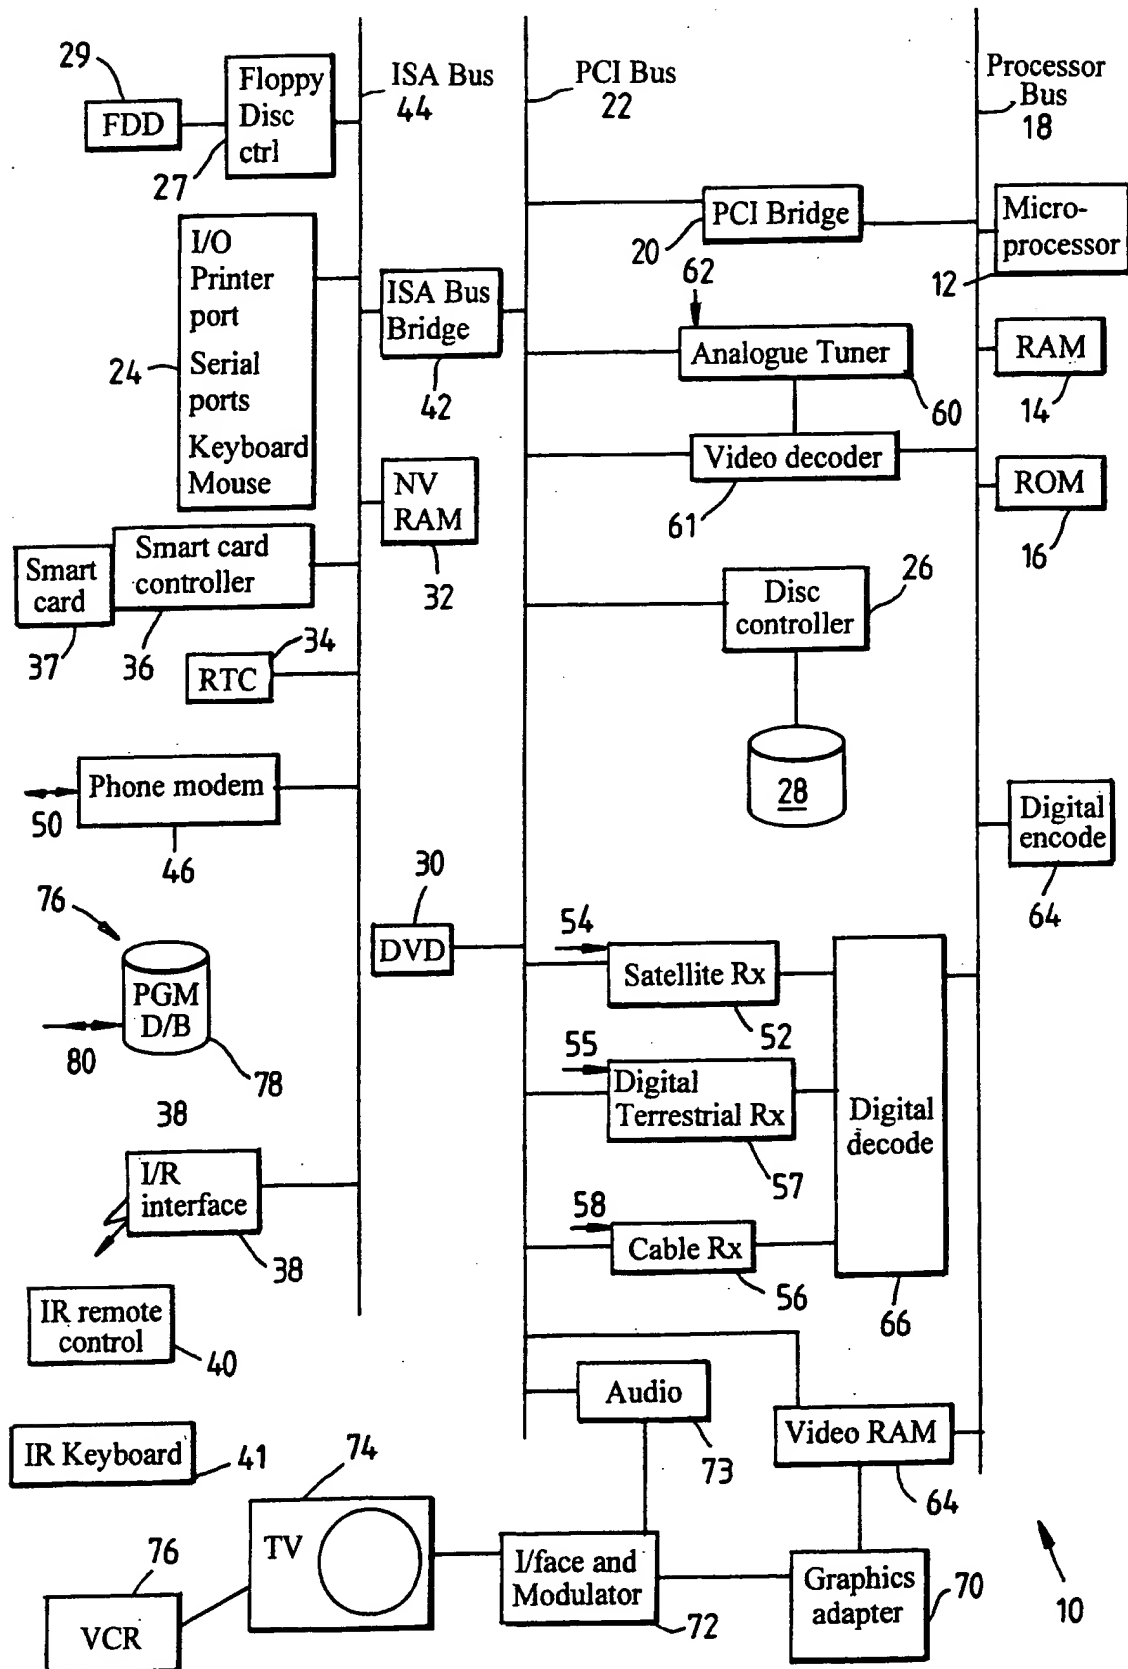 29
FDD
Floppy
Disc
ctrl
27
ISA Bus
44
PCI Bus
22
Processor
Bus
18
I/O
Printer
port
Serial
ports
Keyboard
Mouse
24
ISA Bus
Bridge
42
PCI Bridge
20
Micro-
processor
12
62
Analogue Tuner
60
RAM
14
Video decoder
61
ROM
16
NV
RAM
32
Smart card
controller
36
Smart
card
37
Disc
controller
26
28
34
RTC
Phone modem
50
46
Digital
encode
64
30
DVD
76
PGM
D/B
80
78
54
Satellite Rx
52
55
Digital
Terrestrial Rx
57
58
Cable Rx
56
Digital
decode
66
38
I/R
interface
38
IR remote
control
40
IR Keyboard
41
Audio
73
Video RAM
64
74
TV
76
VCR
I/face and
Modulator
72
Graphics
adapter
70
10